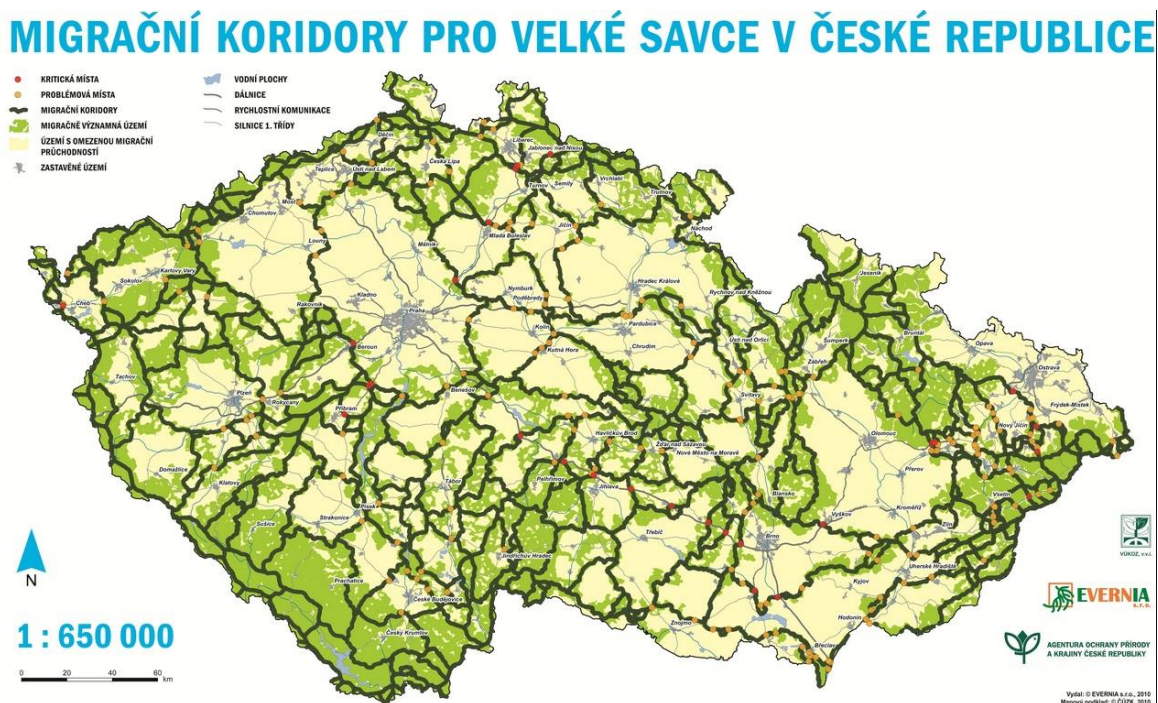 MIGRAČNÍ KORIDORY PRO VELKÉ SAVCE V ČESKÉ REPUBLICE
KRITICKÁ MÍSTA
PROBLÉMOVÁ MÍSTA
MIGRAČNÍ KORIDORY
MIGRAČNĚ VÝZNAMNÁ ÚZEMÍ
ÚZEMÍ S OMEZENOU MIGRAČNÍ
PRŮCHODNOSTÍ
ZASTAVĚNÉ ÚZEMÍ
VODNÍ PLOCHY
DÁLNICE
RYCHLOSTNÍ KOMUNIKACE
SILNICE 1. TŘÍDY
Děčín
Liberec
Jablonec nad Nisou
Teplice
Ústí nad Labem
Česká Lípa
Turnov
Semily
Vrchlabí
Trutnov
Most
Chomutov
Louny
Mělník
Mladá Boleslav
Jičín
Náchod
Karlovy Vary
Sokolov
Cheb
Rakovník
Kladno
Praha
Nymburk
Poděbrady
Hradec Králové
Rychnov nad Kněžnou
Jeseník
Beroun
Kolín
Kutná Hora
Pardubice
Chrudim
Ústí nad Orlicí
Šumperk
Bruntál
Opava
Ostrava
Zábřeh
Tachov
Plzeň
Rokycany
Příbram
Benešov
Svitavy
Frýdek-Místek
Nový Jičín
Olomouc
Havlíčkův Brod
Žďár nad Sázavou
Nové Město na Moravě
Domažlice
Klatovy
Tábor
Pelhřimov
Jihlava
Blansko
Přerov
Vsetín
Strakonice
Písek
Sušice
Třebíč
Brno
Vyškov
Kroměříž
Zlín
Jindřichův Hradec
Prachatice
České Budějovice
Český Krumlov
Znojmo
Kyjov
Uherské Hradiště
Hodonín
Břeclav
N
1 : 650 000
0 20 40 60
km
VÚKOZ, v.v.i.
EVERNIA
s.r.o.
AGENTURA OCHRANY PŘÍRODY
A KRAJINY ČESKÉ REPUBLIKY
Vydal: © EVERNIA s.r.o., 2010
Mapový podklad: © ČÚZK, 2010